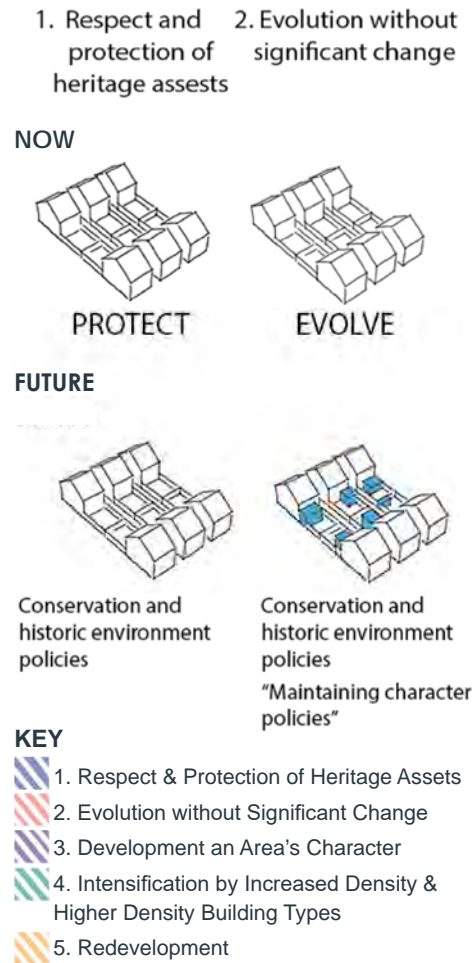 1. Respect and
protection of
heritage assests
2. Evolution without
significant change
NOW
PROTECT
EVOLVE
FUTURE
Conservation and
historic environment
policies
Conservation and
historic environment
policies
"Maintaining character
policies"
KEY
1. Respect & Protection of Heritage Assets
2. Evolution without Significant Change
3. Development an Area's Character
4. Intensification by Increased Density &
Higher Density Building Types
5. Redevelopment